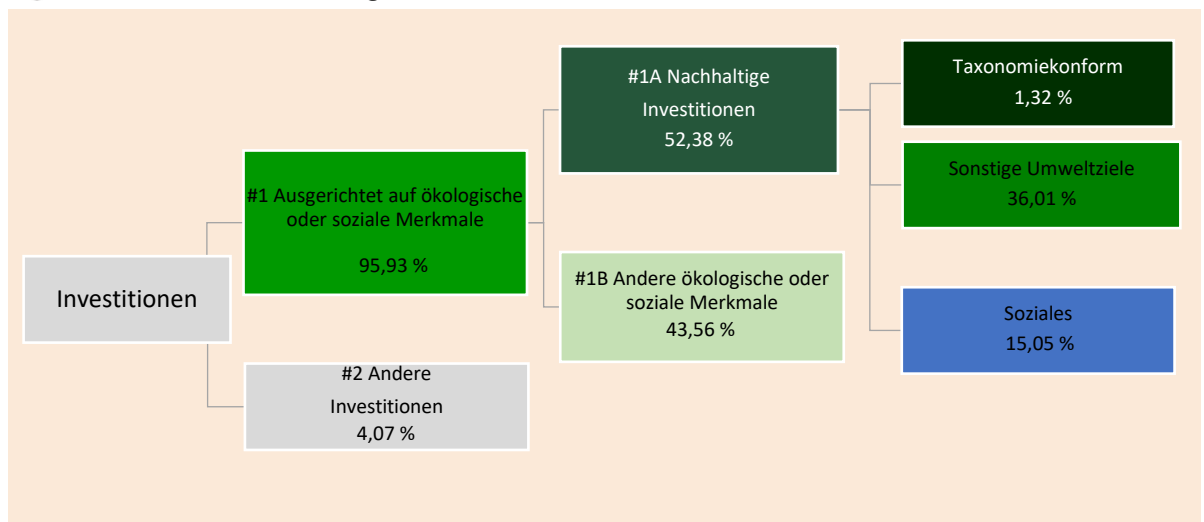 Investitionen
#1 Ausgerichtet auf ökologische
oder soziale Merkmale
95,93 %
#2 Andere
Investitionen
4,07 %
#1A Nachhaltige
Investitionen
52,38 %
#1B Andere ökologische oder
soziale Merkmale
43,56 %
Taxonomiekonform
1,32 %
Sonstige Umweltziele
36,01 %
Soziales
15,05 %